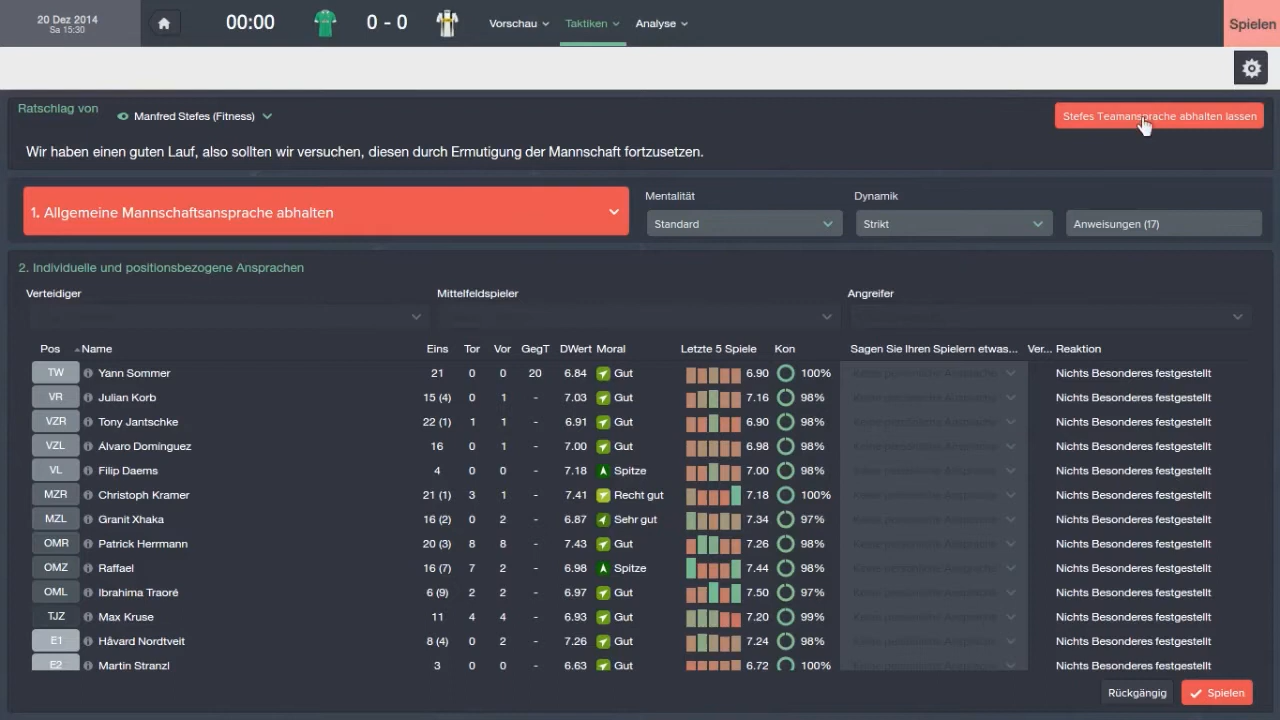 20 Dez 2014
Sa 15:30
00:00
0 - 0
Vorschau
Taktiken
Analyse
Spielen
Ratschlag von
Manfred Stefes (Fitness)
Stefes Teamansprache abhalten lassen
Wir haben einen guten Lauf, also sollten wir versuchen, diesen durch Ermutigung der Mannschaft fortzusetzen.
1. Allgemeine Mannschaftsansprache abhalten
Mentalität
Standard
Dynamik
Strikt
Anweisungen (17)
2. Individuelle und positionsbezogene Ansprachen
Verteidiger Mittelfeldspieler Angreifer
Pos Name Eins Tor Vor GegT DWert Moral Letzte 5 Spiele Kon Sagen Sie Ihren Spielern etwas... Ver... Reaktion
TW Yann Sommer 21 0 0 20 6.84 Gut 6.90 100% Nichts Besonderes festgestellt
VR Julian Korb 15 (4) 0 1 - 7.03 Gut 7.16 98% Nichts Besonderes festgestellt
VZR Tony Jantschke 22 (1) 1 1 - 6.91 Gut 6.90 98% Nichts Besonderes festgestellt
VZL Álvaro Domínguez 16 0 1 - 7.00 Gut 6.98 98% Nichts Besonderes festgestellt
VL Filip Daems 4 0 0 - 7.18 Spitze 7.00 98% Nichts Besonderes festgestellt
MZR Christoph Kramer 21 (1) 3 1 - 7.41 Recht gut 7.18 100% Nichts Besonderes festgestellt
MZL Granit Xhaka 16 (2) 0 2 - 6.87 Sehr gut 7.34 97% Nichts Besonderes festgestellt
OMR Patrick Herrmann 20 (3) 8 8 - 7.43 Gut 7.26 98% Nichts Besonderes festgestellt
OMZ Raffael 16 (7) 7 2 - 6.98 Spitze 7.44 98% Nichts Besonderes festgestellt
OML Ibrahima Traoré 6 (9) 2 2 - 6.97 Gut 7.50 97% Nichts Besonderes festgestellt
TJZ Max Kruse 11 4 4 - 6.93 Gut 7.20 99% Nichts Besonderes festgestellt
E1 Håvard Nordtveit 8 (4) 0 2 - 7.26 Gut 7.24 98% Nichts Besonderes festgestellt
E2 Martin Stranzl 3 0 0 - 6.63 Gut 6.72 100% Nichts Besonderes festgestellt
Rückgängig
Spielen